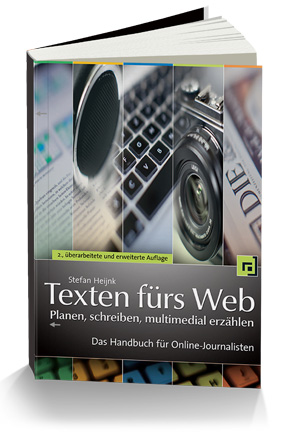 DIE
2., überarbeitete und erweiterte Auflage
Stefan Heijnk
Texten fürs Web
Planen, schreiben, multimedial erzählen
Das Handbuch für Online-Journalisten